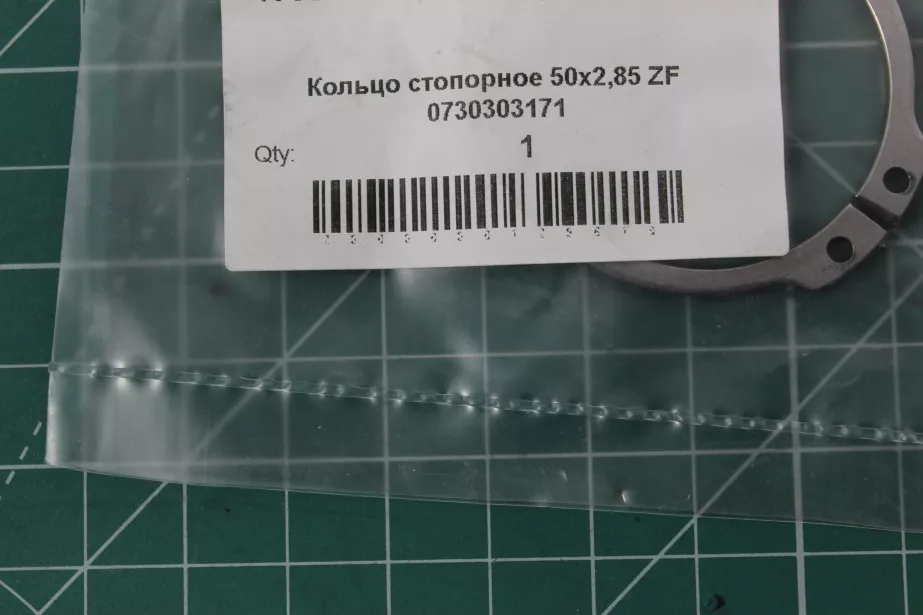 Кольцо стопорное 50x2,85 ZF
0730303171
Qty: 1